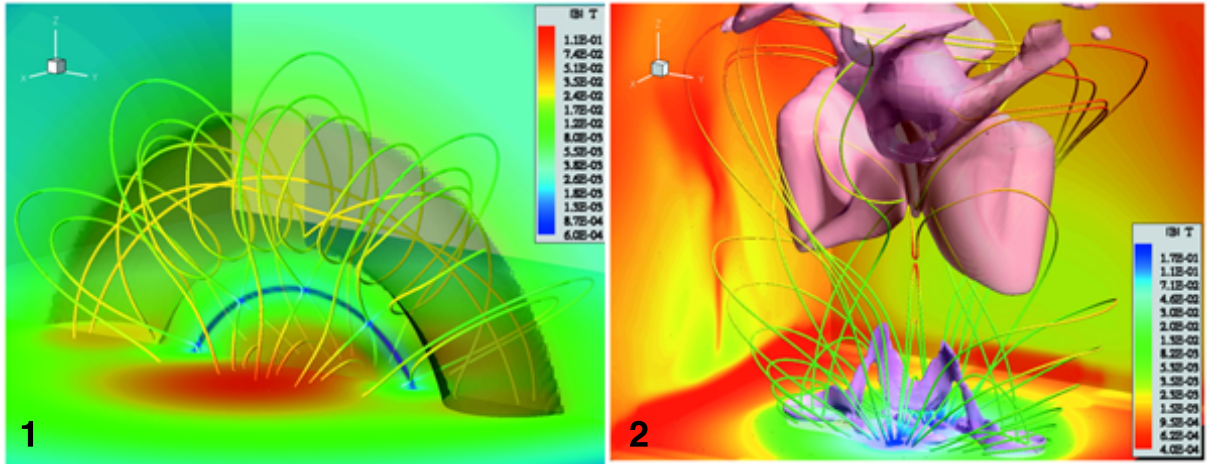 Z
X
Y
|B| T
1.1E-01
7.4E-02
5.1E-02
3.5E-02
2.4E-02
1.7E-02
1.2E-02
8.0E-03
5.5E-03
3.8E-03
2.6E-03
1.8E-03
1.3E-03
8.7E-04
6.0E-04
1
Z
X
Y
|B| T
1.7E-01
1.1E-01
7.1E-02
4.6E-02
3.0E-02
2.0E-02
1.3E-02
8.2E-03
5.3E-03
3.5E-03
2.3E-03
1.5E-03
9.5E-04
6.2E-04
4.0E-04
2